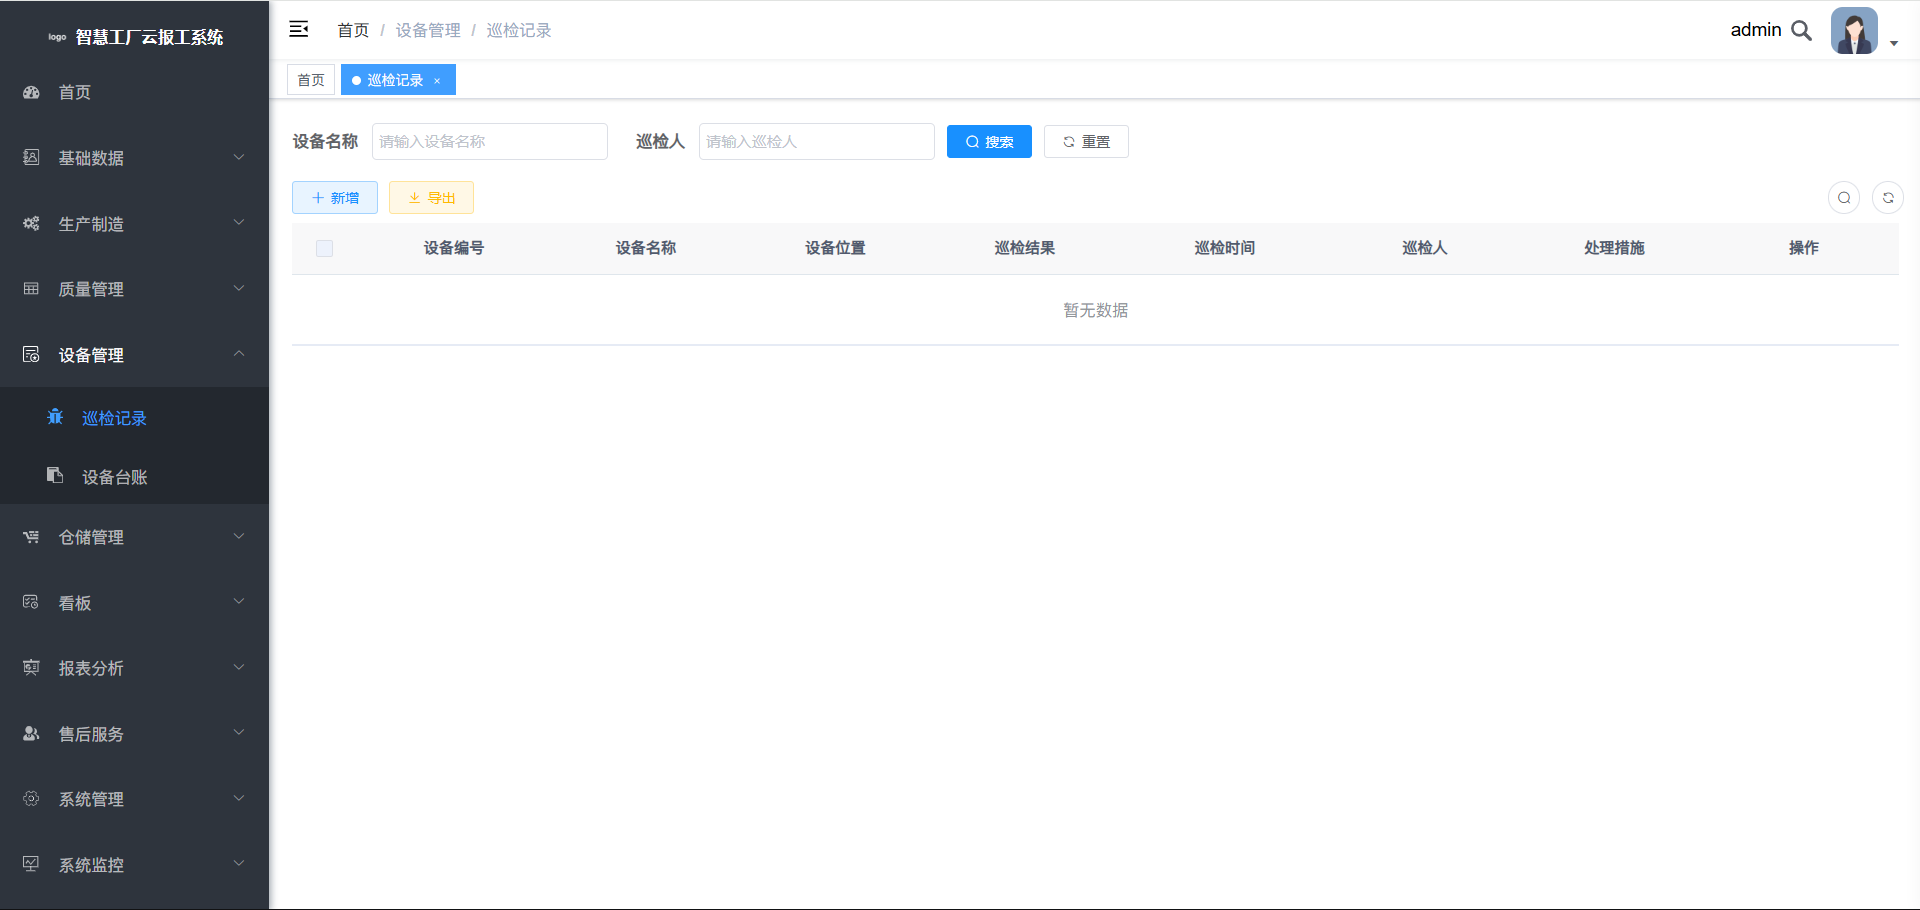 logo 智慧工厂云报工系统
首页
基础数据
生产制造
质量管理
设备管理
巡检记录
设备台账
仓储管理
看板
报表分析
售后服务
系统管理
系统监控
首页 / 设备管理 / 巡检记录
admin
首页
巡检记录 ×
设备名称 请输入设备名称 巡检人 请输入巡检人 搜索 重置
新增 导出
设备编号 设备名称 设备位置 巡检结果 巡检时间 巡检人 处理措施 操作
暂无数据